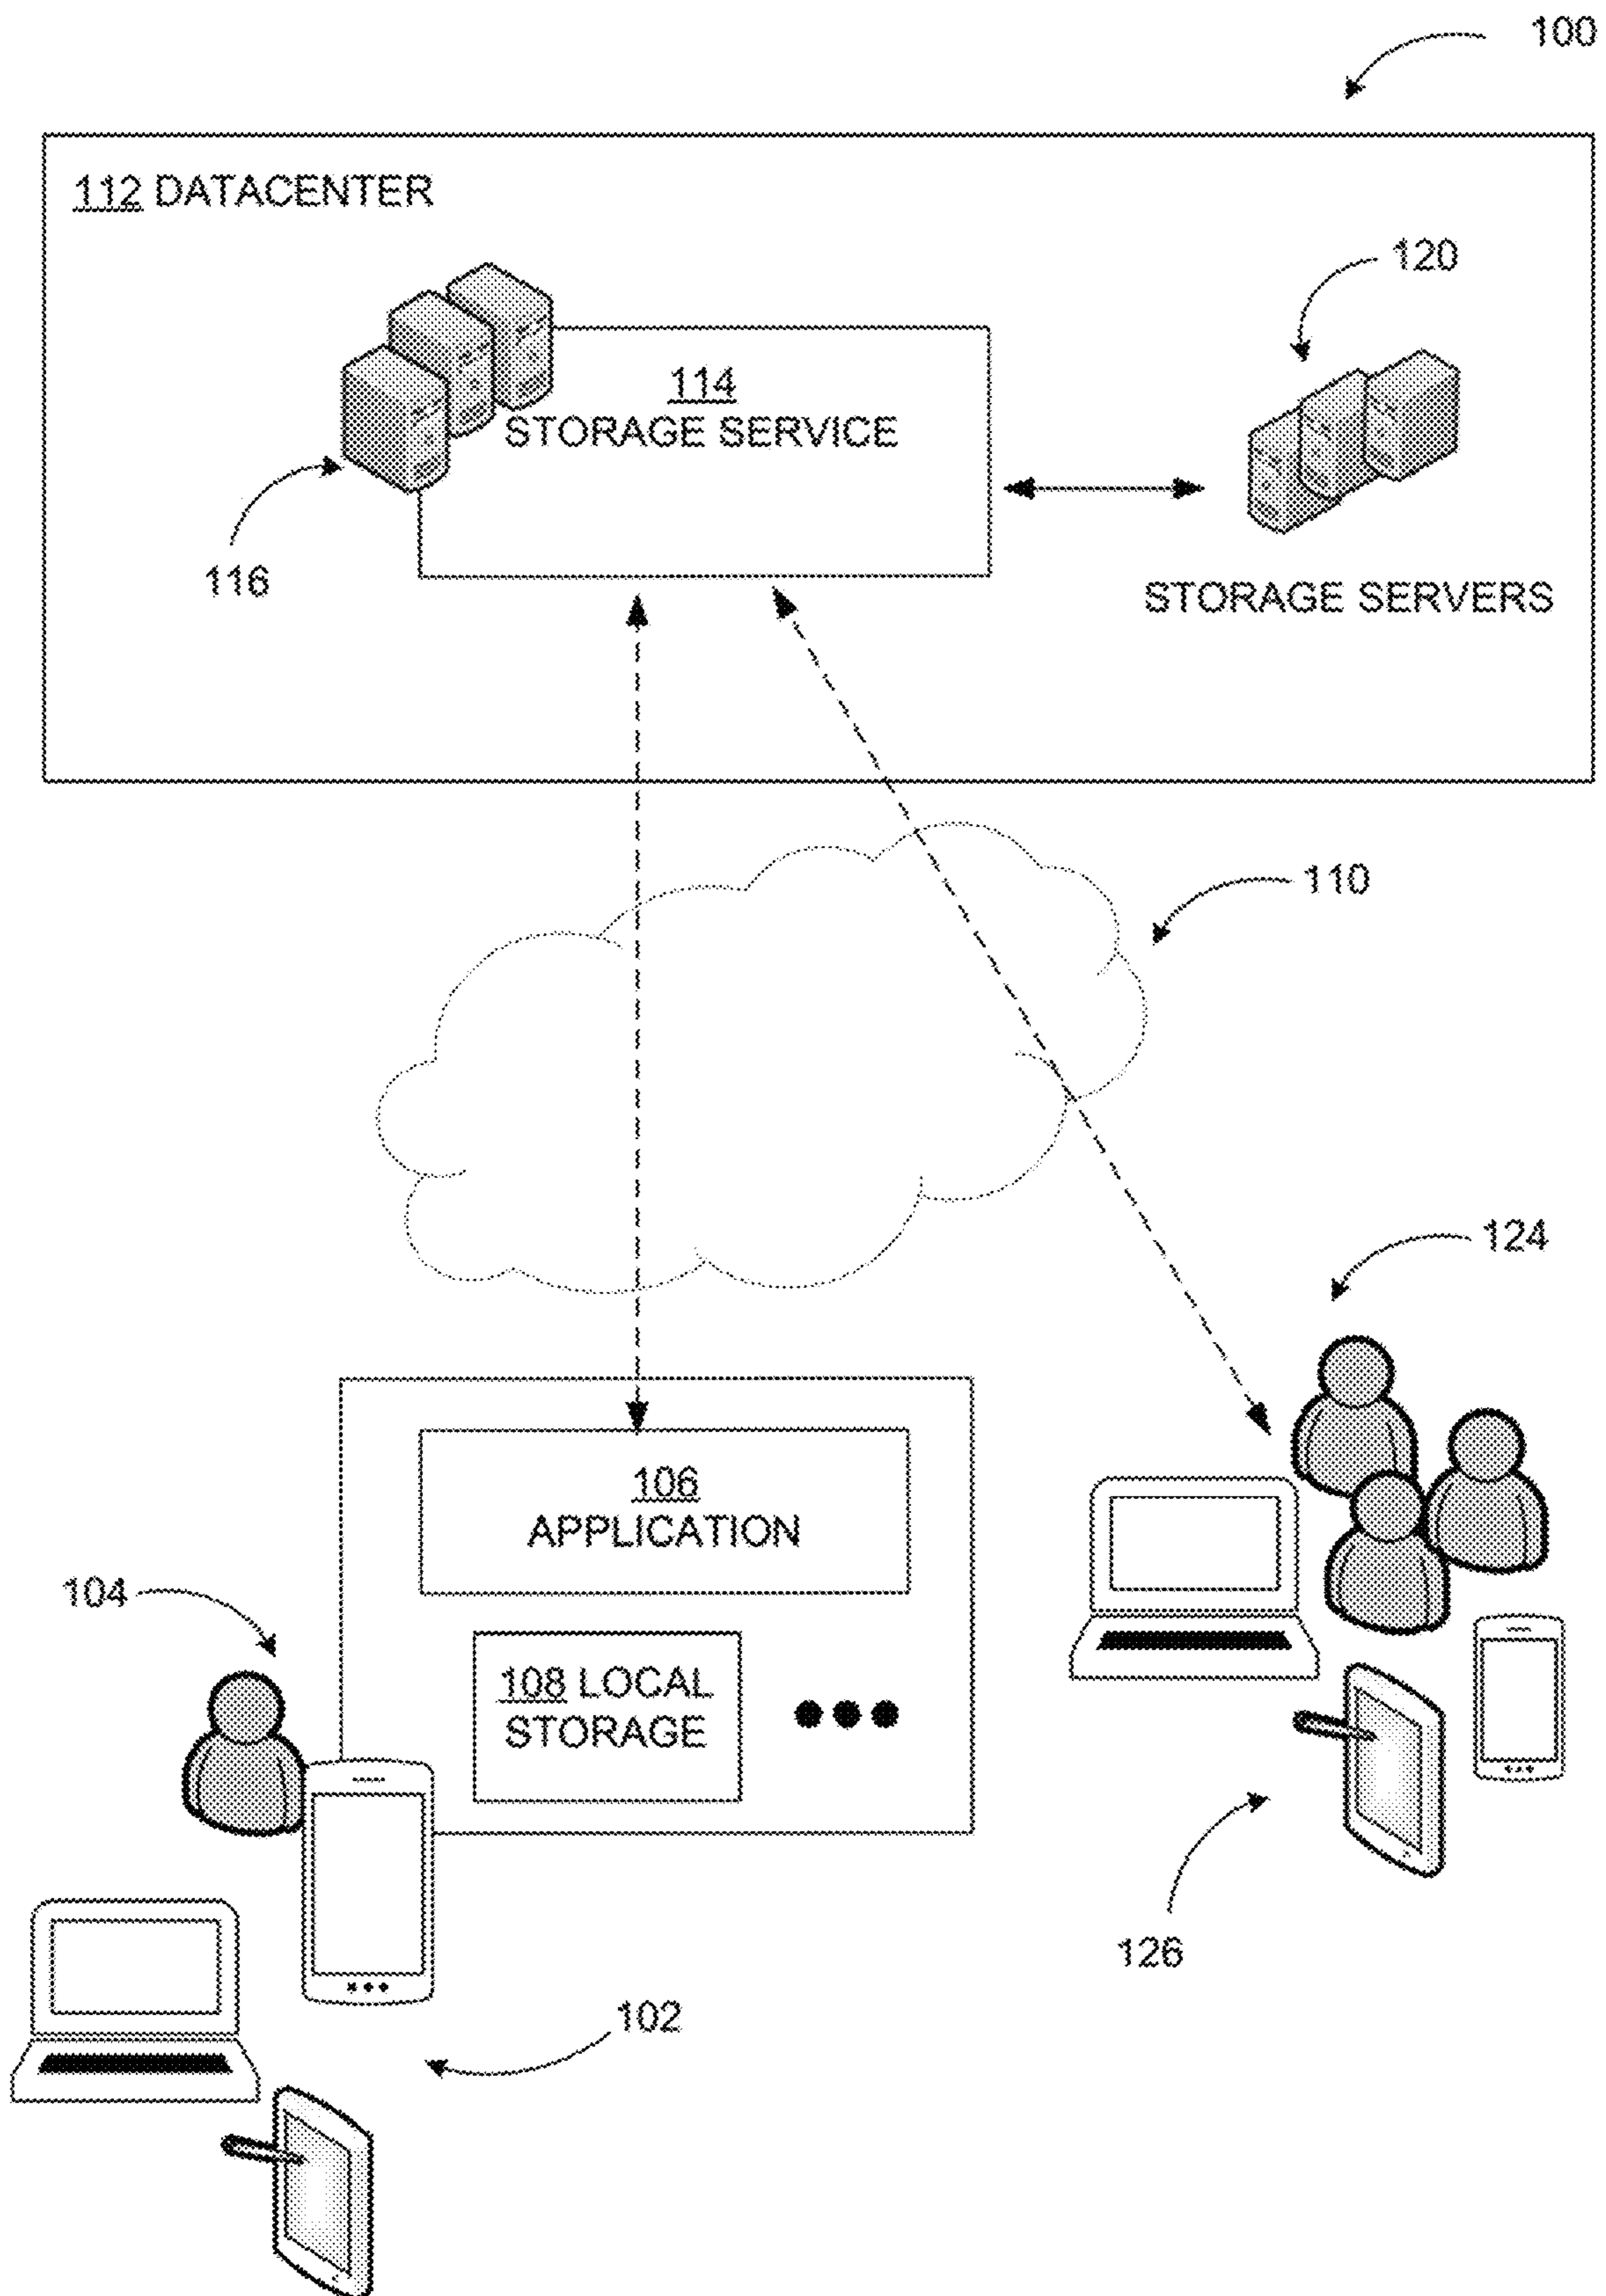 100
112 DATACENTER
120
114
STORAGE SERVICE
116
STORAGE SERVERS
110
124
106
APPLICATION
104
108 LOCAL
STORAGE
126
102